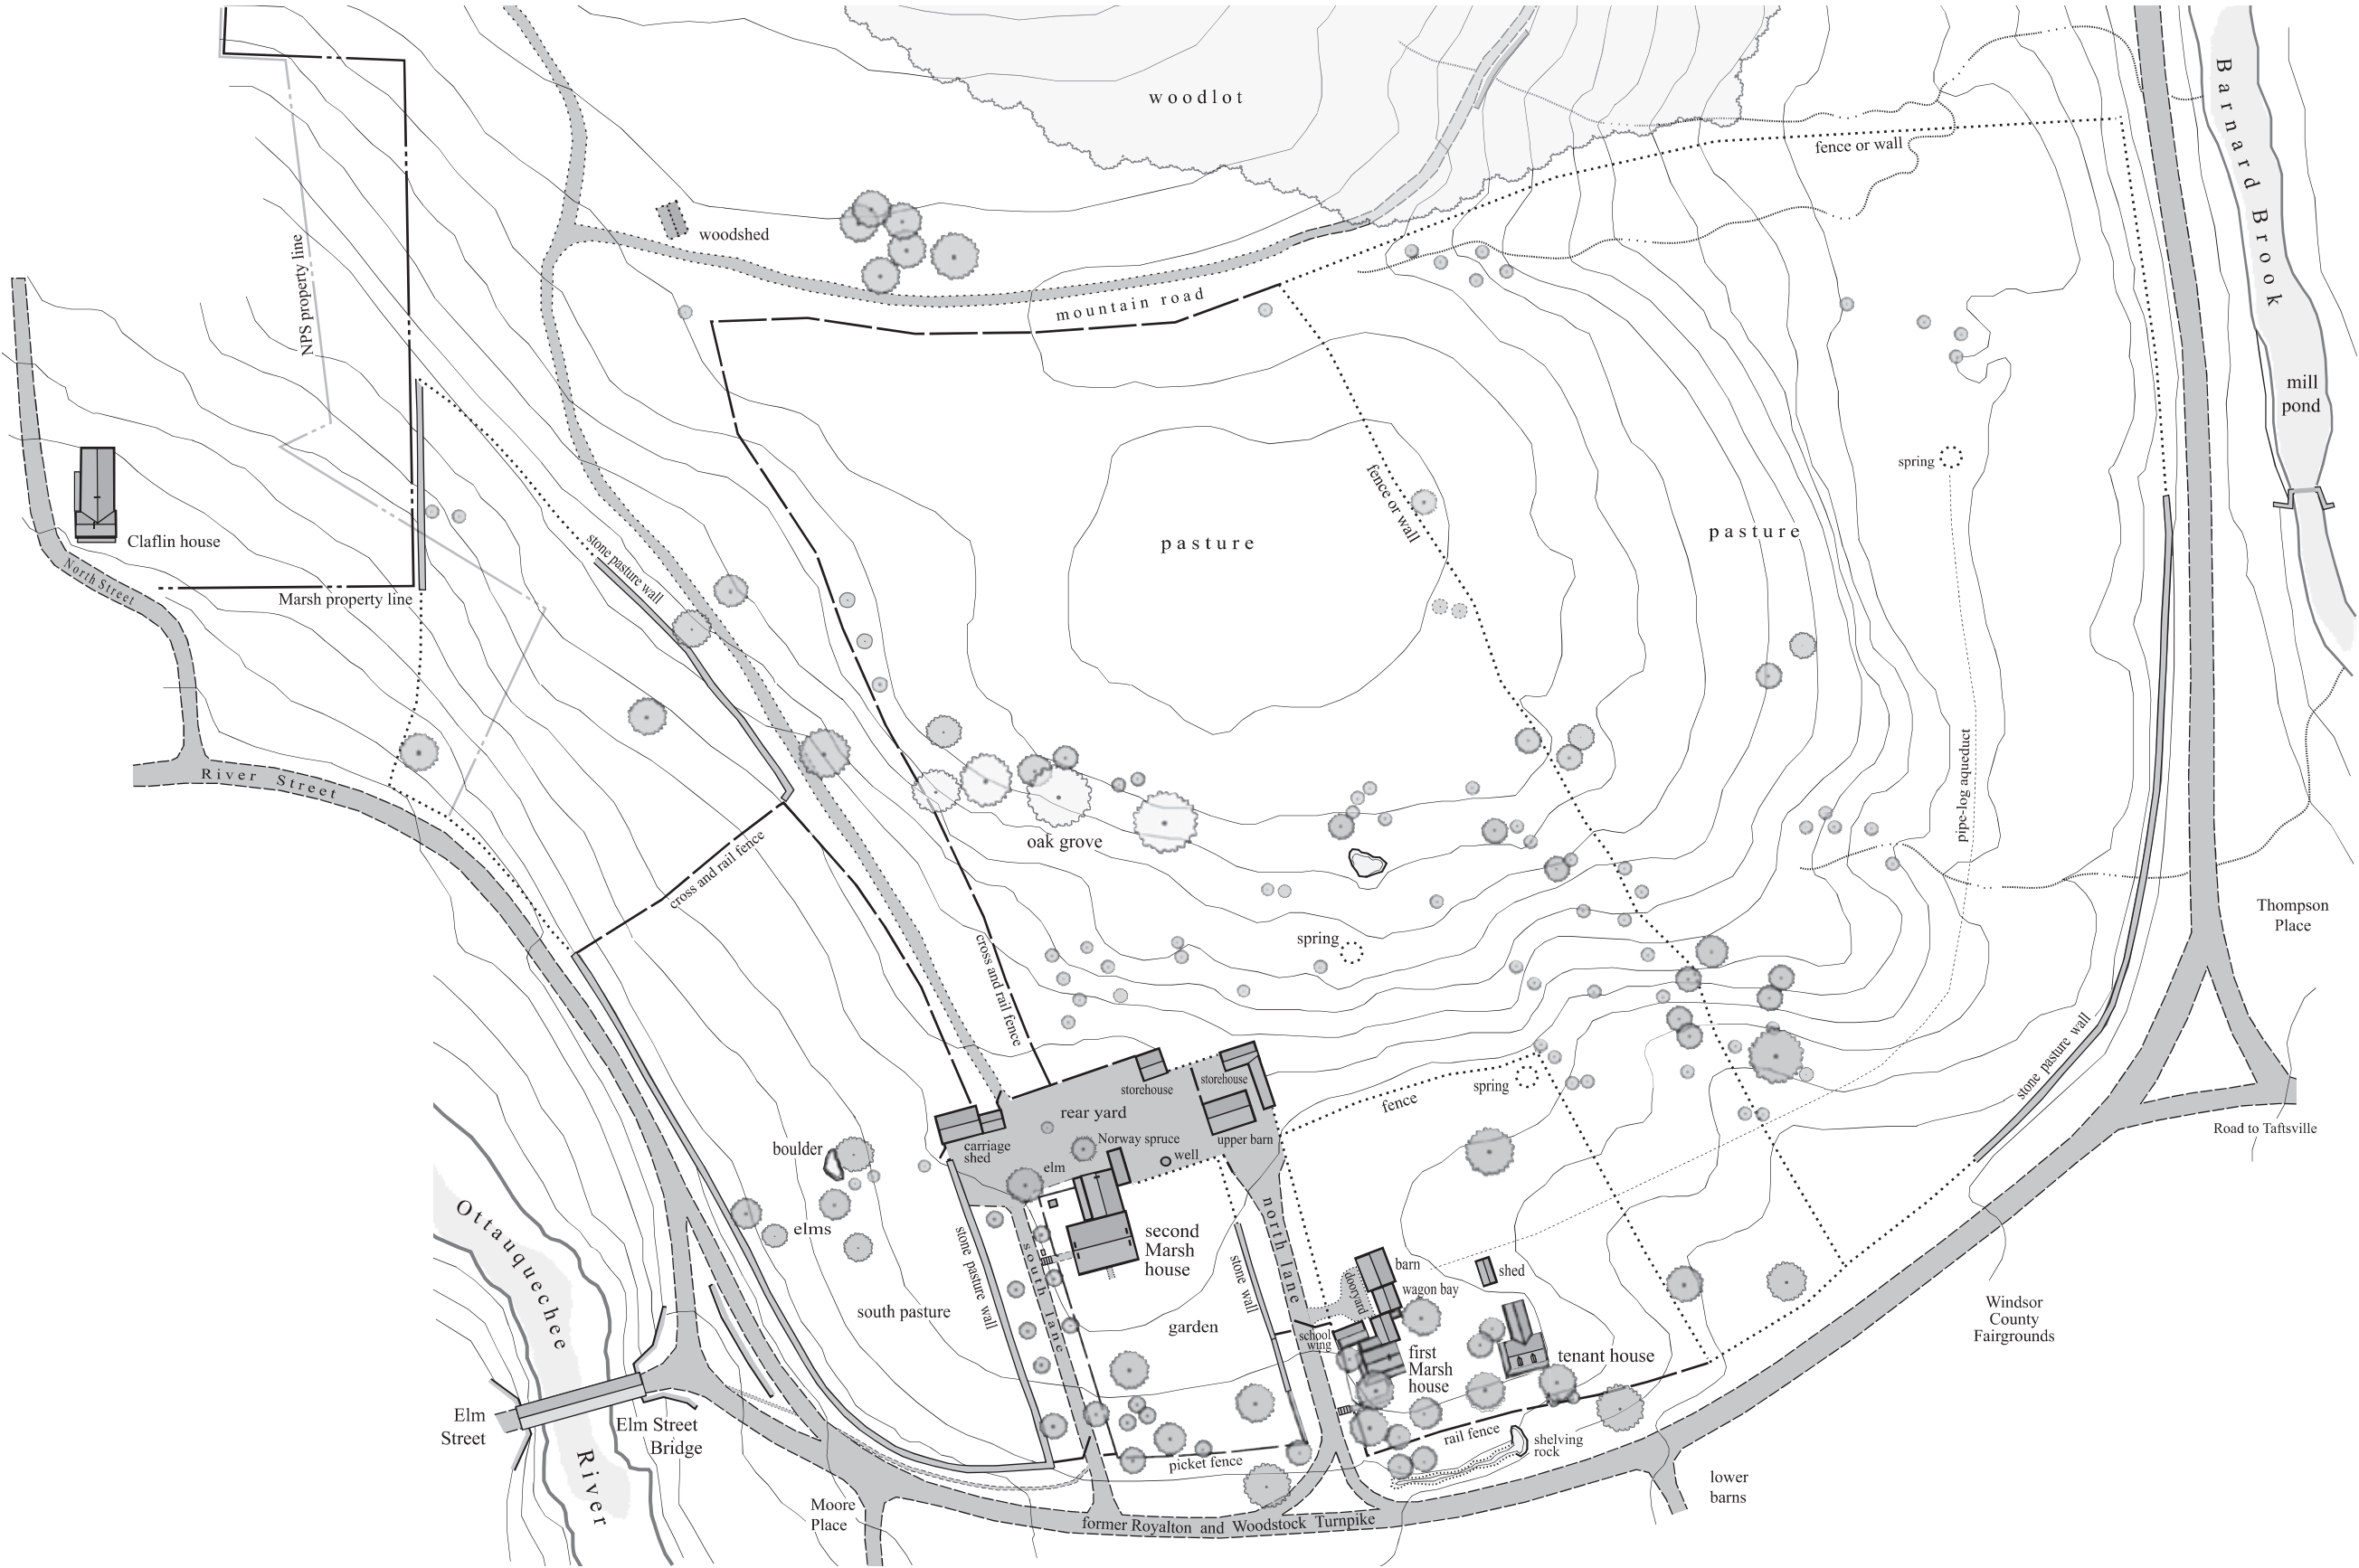 woodlot
Barnard Brook
fence or wall
woodshed
NPS property line
mountain road
mill
pond
fence or wall
spring
pasture
pasture
Claflin house
North Street
stone pasture wall
Marsh property line
River Street
pipe-log aqueduct
oak grove
cross and rail fence
Thompson
Place
spring
cross and rail fence
stone pasture wall
storehouse
storehouse
spring
fence
rear yard
Road to Taftsville
carriage
shed
Norway spruce
upper barn
boulder
well
elm
Ottauquechee
River
elms
second
Marsh
house
north lane
south lane
stone pasture wall
stone wall
barn
shed
dooryard
wagon bay
south pasture
garden
school
wing
first
Marsh
house
tenant house
Windsor
County
Fairgrounds
Elm
Street
Elm Street
Bridge
rail fence
shelving
rock
picket fence
lower
barns
Moore
Place
former Royalton and Woodstock Turnpike